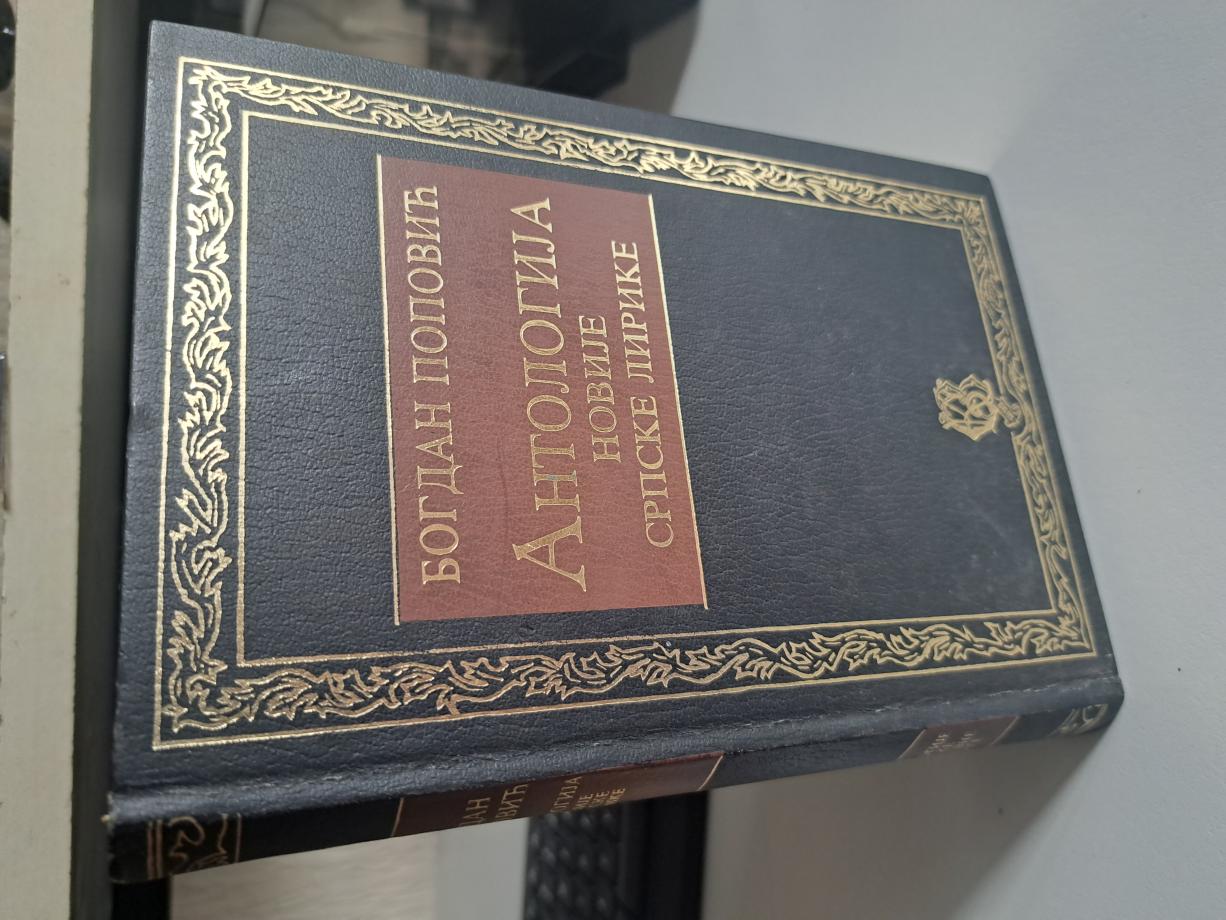 БОГДАН ПОПОВИЋ
АНТОЛОГИЈА
НОВИЈЕ
СРПСКЕ ЛИРИКЕ